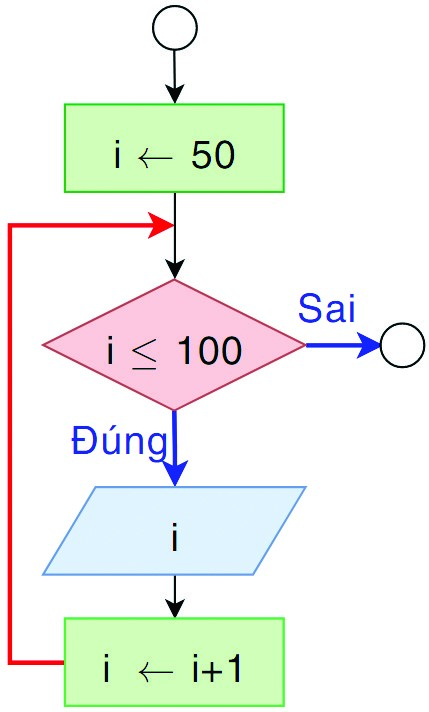 i ← 50
i ≤ 100
Sai
Đúng
i
i ← i+1